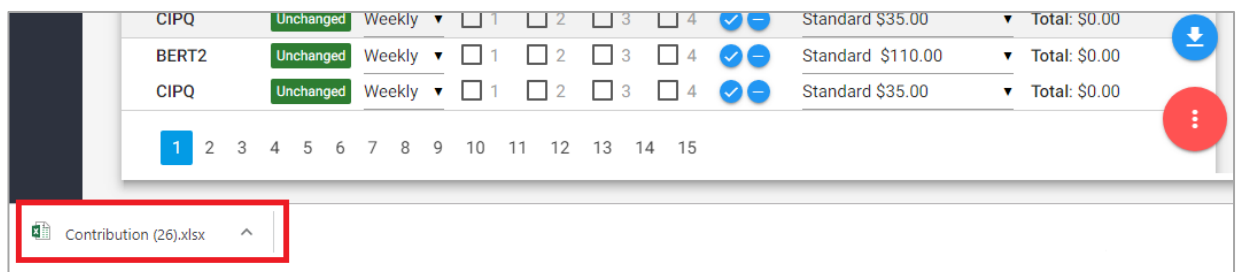 CIPQ Unchanged Weekly 1 2 3 4 Standard $35.00 Total: $0.00
BERT2 Unchanged Weekly 1 2 3 4 Standard $110.00 Total: $0.00
CIPQ Unchanged Weekly 1 2 3 4 Standard $35.00 Total: $0.00
1 2 3 4 5 6 7 8 9 10 11 12 13 14 15
Contribution (26).xlsx